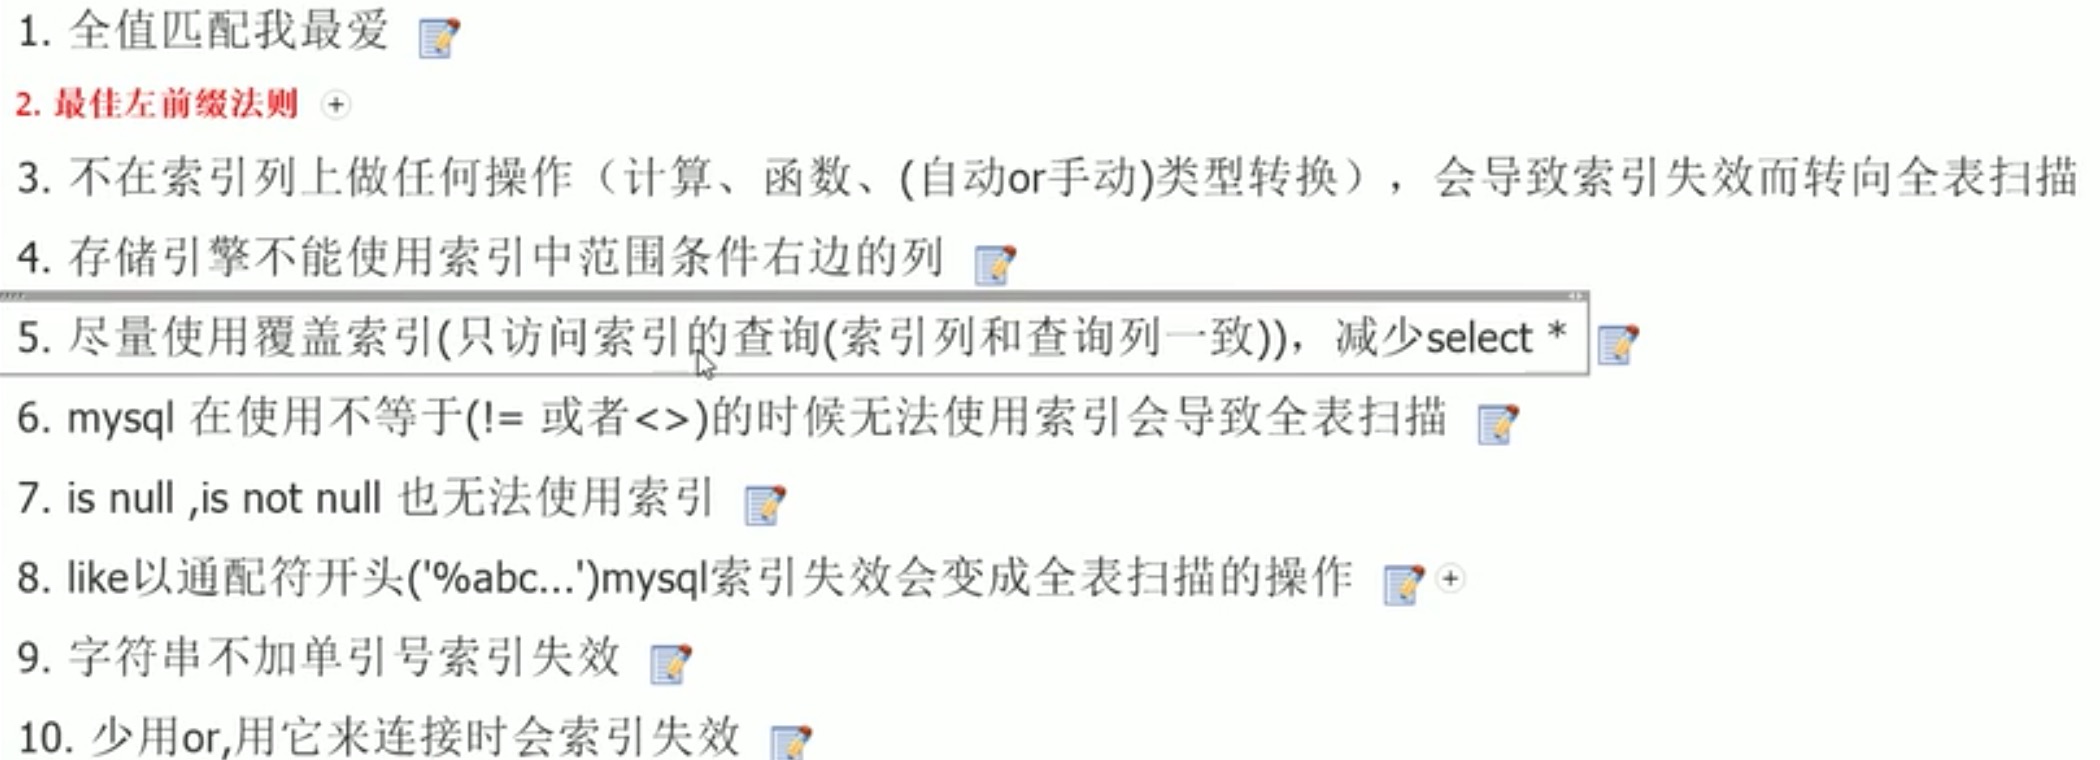 1. 全值匹配我最爱
2. 最佳左前缀法则
3. 不在索引列上做任何操作（计算、函数、(自动or手动)类型转换），会导致索引失效而转向全表扫描
4. 存储引擎不能使用索引中范围条件右边的列
5. 尽量使用覆盖索引(只访问索引的查询(索引列和查询列一致))，减少select *
6. mysql 在使用不等于(!= 或者<>)的时候无法使用索引会导致全表扫描
7. is null ,is not null 也无法使用索引
8. like以通配符开头('%abc...')mysql索引失效会变成全表扫描的操作
9. 字符串不加单引号索引失效
10. 少用or,用它来连接时会索引失效